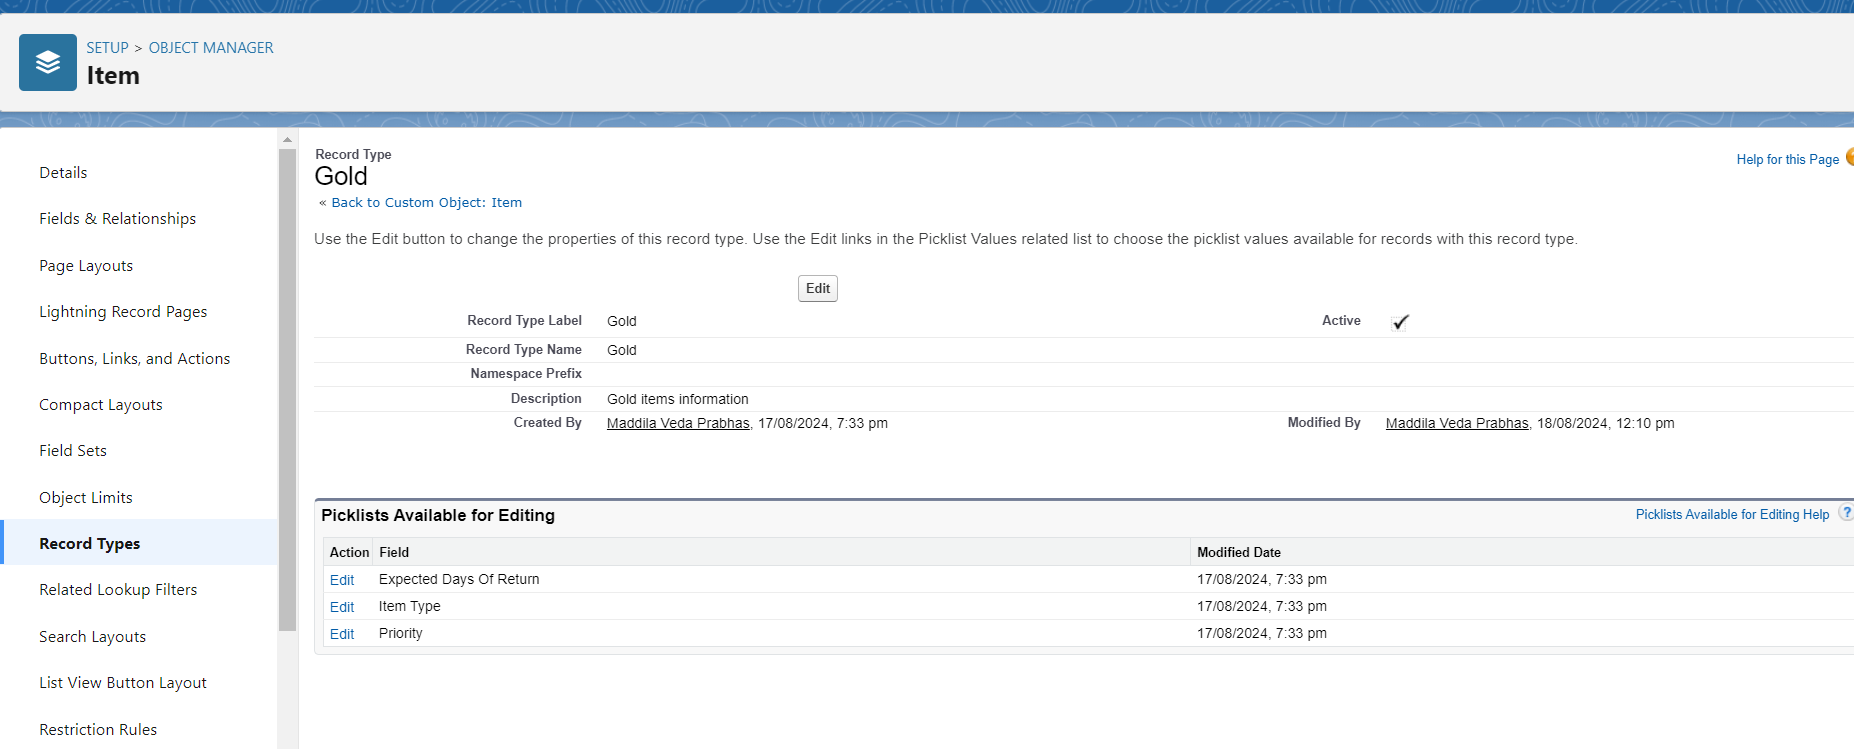 SETUP > OBJECT MANAGER
Item
Details
Fields & Relationships
Page Layouts
Lightning Record Pages
Buttons, Links, and Actions
Compact Layouts
Field Sets
Object Limits
Record Types
Related Lookup Filters
Search Layouts
List View Button Layout
Restriction Rules
Record Type
Gold
Help for this Page
« Back to Custom Object: Item
Use the Edit button to change the properties of this record type. Use the Edit links in the Picklist Values related list to choose the picklist values available for records with this record type.
Edit
Record Type Label Gold Active
Record Type Name Gold
Namespace Prefix
Description Gold items information
Created By Maddila Veda Prabhas, 17/08/2024, 7:33 pm Modified By Maddila Veda Prabhas, 18/08/2024, 12:10 pm
Picklists Available for Editing Picklists Available for Editing Help ?
Action Field Modified Date
Edit Expected Days Of Return 17/08/2024, 7:33 pm
Edit Item Type 17/08/2024, 7:33 pm
Edit Priority 17/08/2024, 7:33 pm